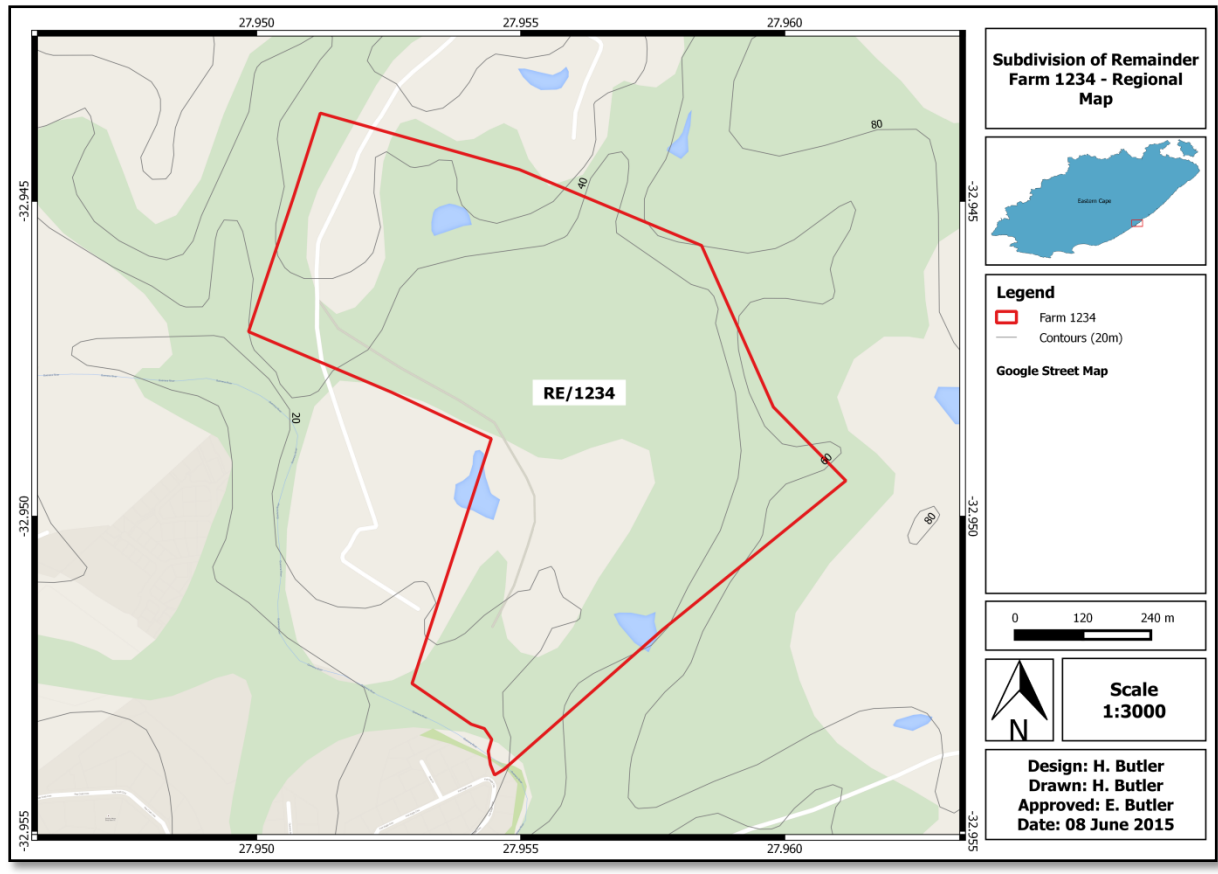 27.950
27.955
27.960
-32.945
-32.950
-32.955
80
40
RE/1234
20
60
80
-32.945
-32.950
-32.955
27.950
27.955
27.960
Subdivision of Remainder
Farm 1234 - Regional
Map
Eastern Cape
Legend
Farm 1234
Contours (20m)
Google Street Map
0 120 240 m
N
Scale
1:3000
Design: H. Butler
Drawn: H. Butler
Approved: E. Butler
Date: 08 June 2015